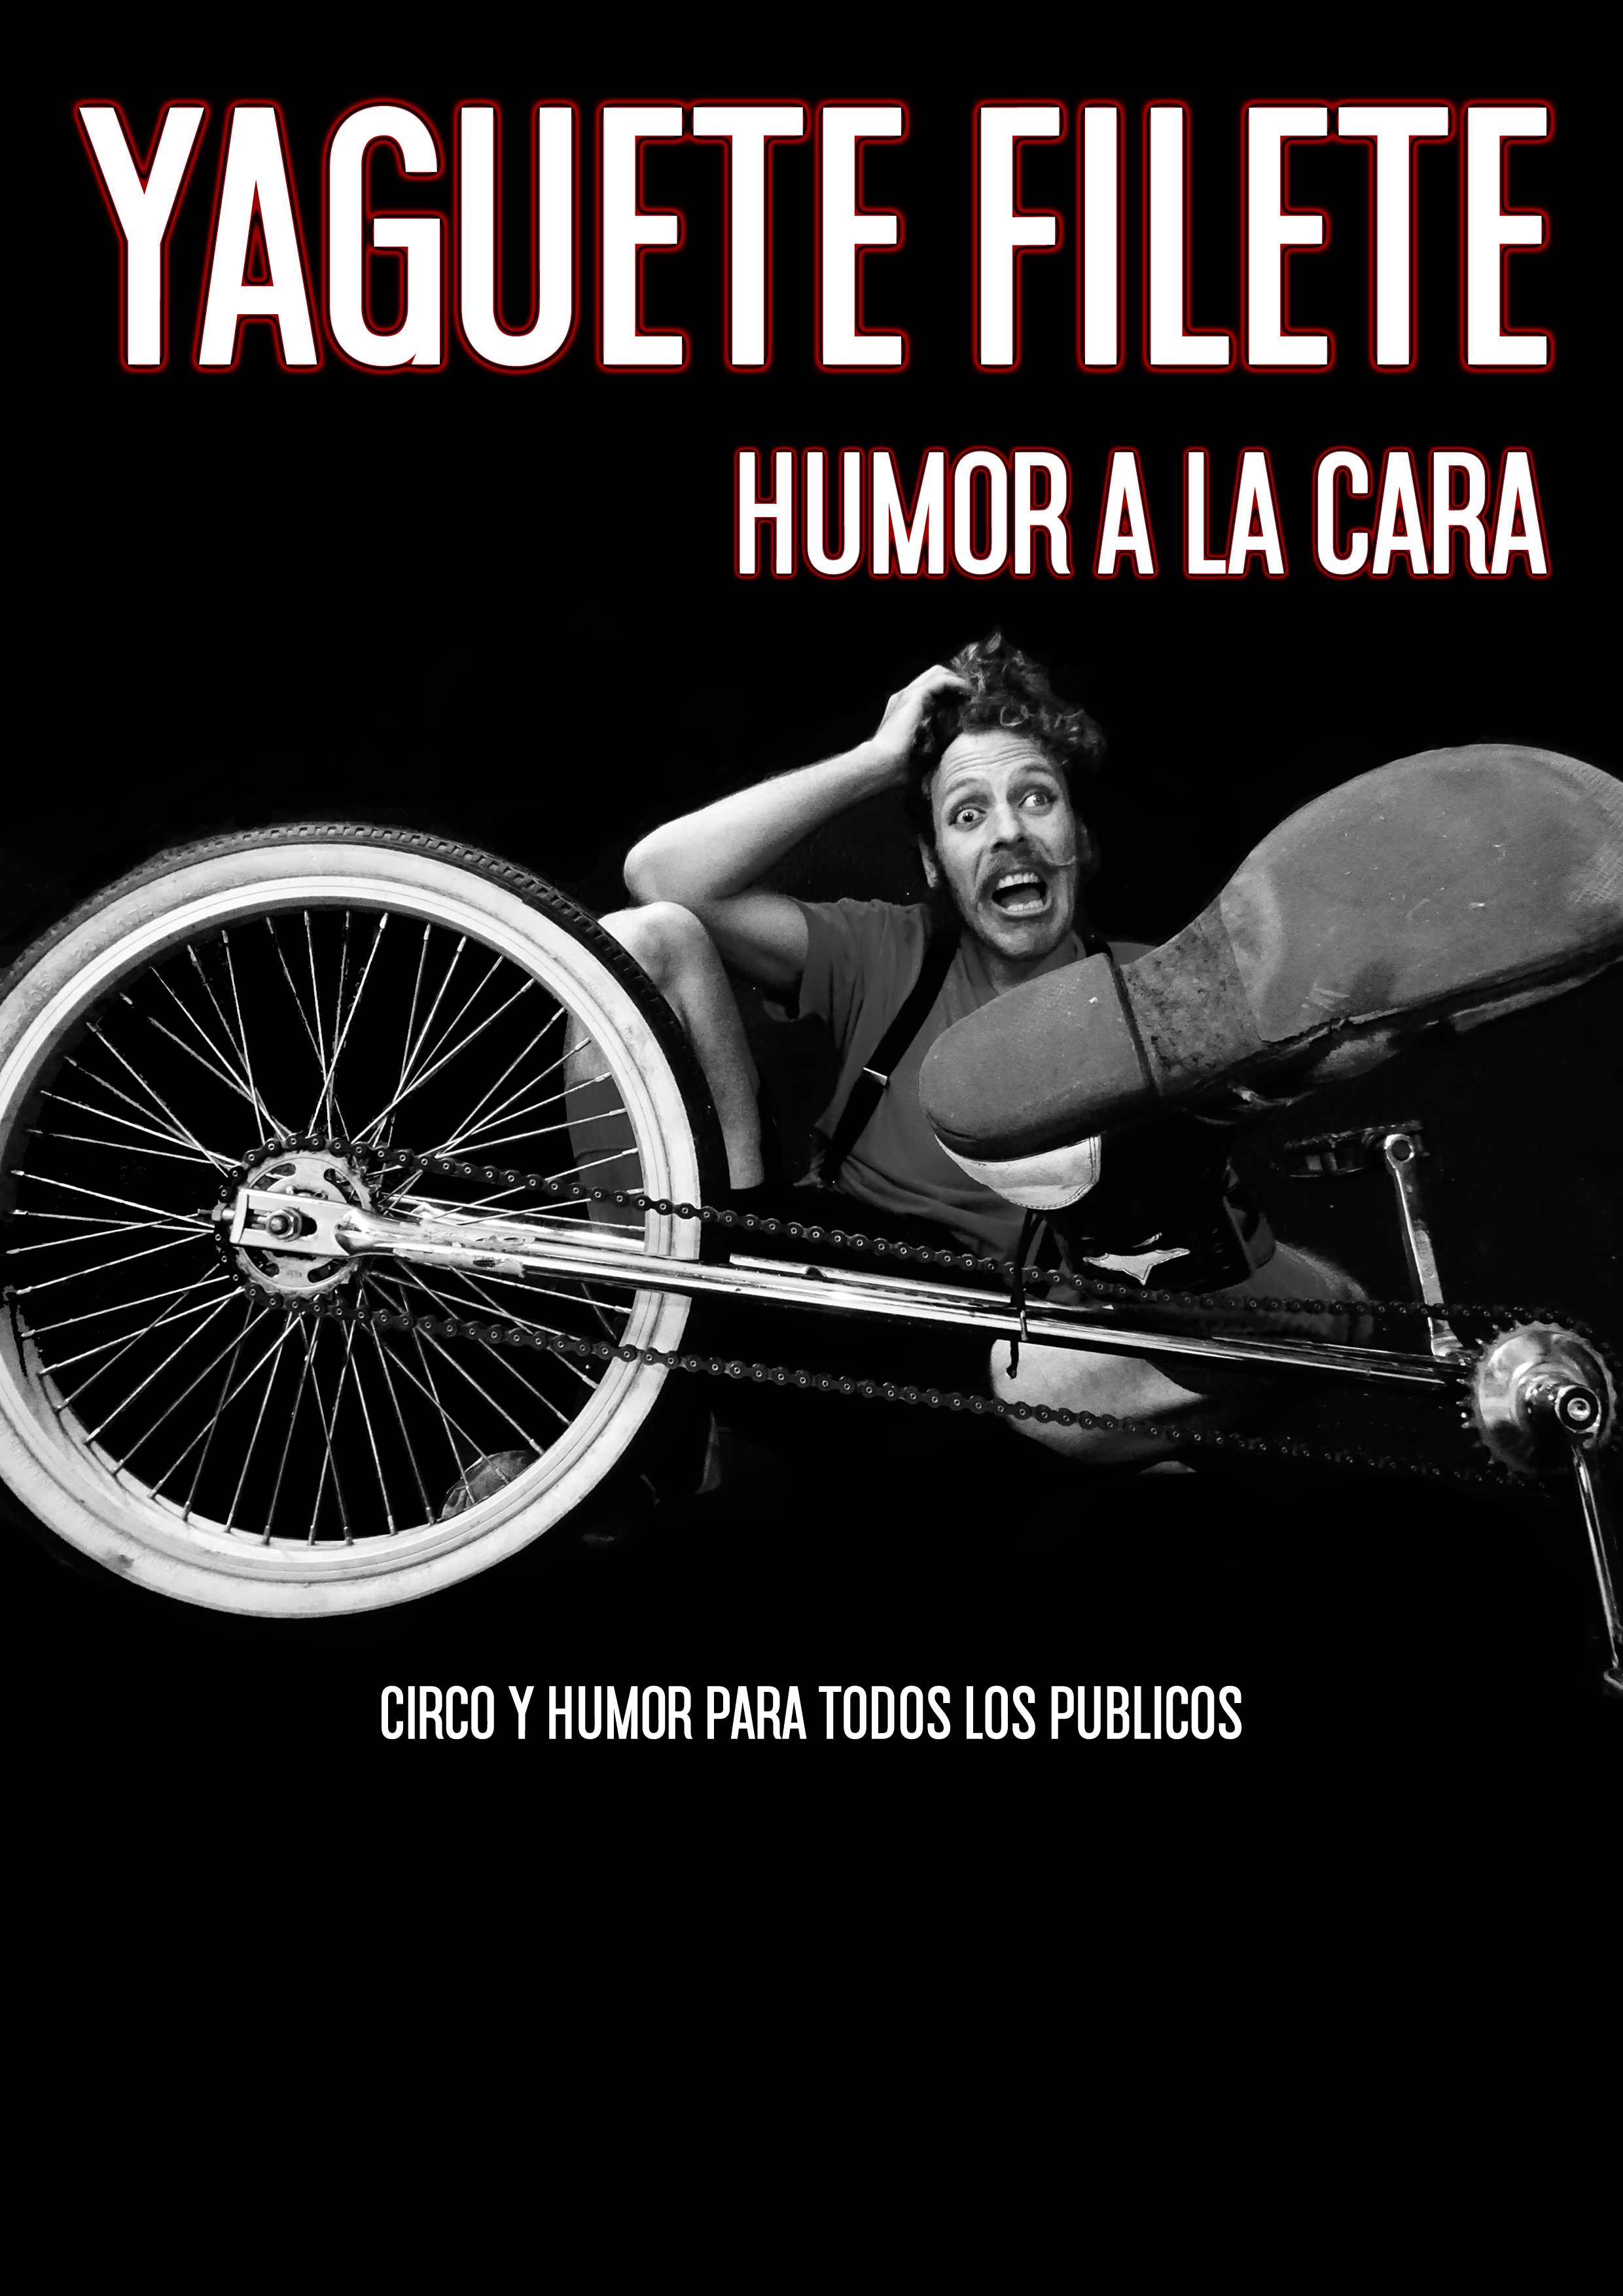 YAGUETE FILETE
HUMOR A LA CARA
CIRCO Y HUMOR PARA TODOS LOS PUBLICOS